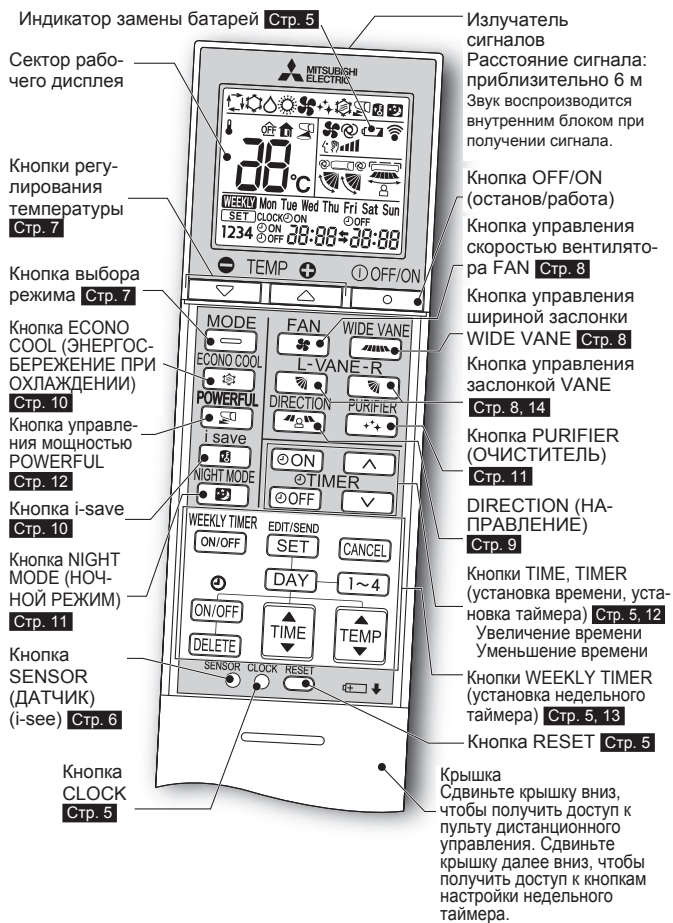 Индикатор замены батарей Стр. 5
Сектор рабо-
чего дисплея
Кнопки регу-
лирования
температуры
Стр. 7
Кнопка выбора
режима Стр. 7
Кнопка ECONO
COOL (ЭНЕРГОС-
БЕРЕЖЕНИЕ ПРИ
ОХЛАЖДЕНИИ)
Стр. 10
Кнопка управле-
ния мощностью
POWERFUL
Стр. 12
Кнопка i-save
Стр. 10
Кнопка NIGHT
MODE (НОЧ-
НОЙ РЕЖИМ)
Стр. 11
Кнопка
SENSOR
(ДАТЧИК)
(i-see) Стр. 6
Кнопка
CLOCK
Стр. 5
MITSUBISHI
ELECTRIC
88°C
WEEKLY Mon Tue Wed Thu Fri Sat Sun
SET CLOCK ON OFF
1234 ON OFF 88:88 88:88
TEMP OFF/ON
MODE FAN WIDE VANE
ECONO COOL L-VANE-R
POWERFUL DIRECTION PURIFIER
i save
ON
TIMER
NIGHT MODE
OFF
WEEKLY TIMER EDIT/SEND
ON/OFF SET CANCEL
DAY 1~4
ON/OFF
TIME TEMP
DELETE
SENSOR CLOCK RESET
Излучатель
сигналов
Расстояние сигнала:
приблизительно 6 м
Звук воспроизводится
внутренним блоком при
получении сигнала.
Кнопка OFF/ON
(останов/работа)
Кнопка управления
скоростью вентилято-
ра FAN Стр. 8
Кнопка управления
шириной заслонки
WIDE VANE Стр. 8
Кнопка управления
заслонкой VANE
Стр. 8, 14
Кнопка PURIFIER
(ОЧИСТИТЕЛЬ)
Стр. 11
DIRECTION (НА-
ПРАВЛЕНИЕ)
Стр. 9
Кнопки TIME, TIMER
(установка времени, уста-
новка таймера) Стр. 5, 12
Увеличение времени
Уменьшение времени
Кнопки WEEKLY TIMER
(установка недельного
таймера) Стр. 5, 13
Кнопка RESET Стр. 5
Крышка
Сдвиньте крышку вниз,
чтобы получить доступ к
пульту дистанционного
управления. Сдвиньте
крышку далее вниз, чтобы
получить доступ к кнопкам
настройки недельного
таймера.